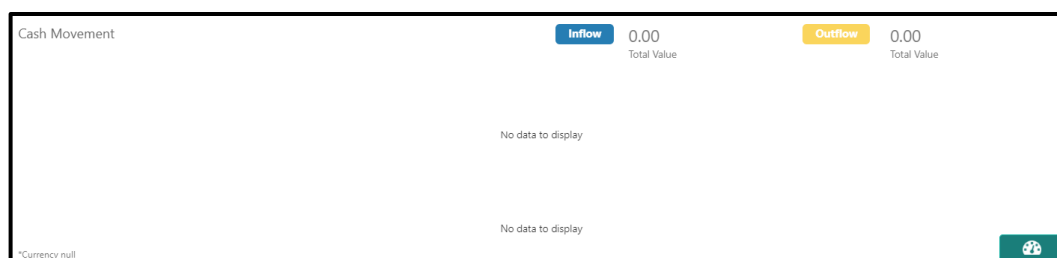 Cash Movement
Inflow
0.00
Total Value
Outflow
0.00
Total Value
No data to display
No data to display
*Currency null